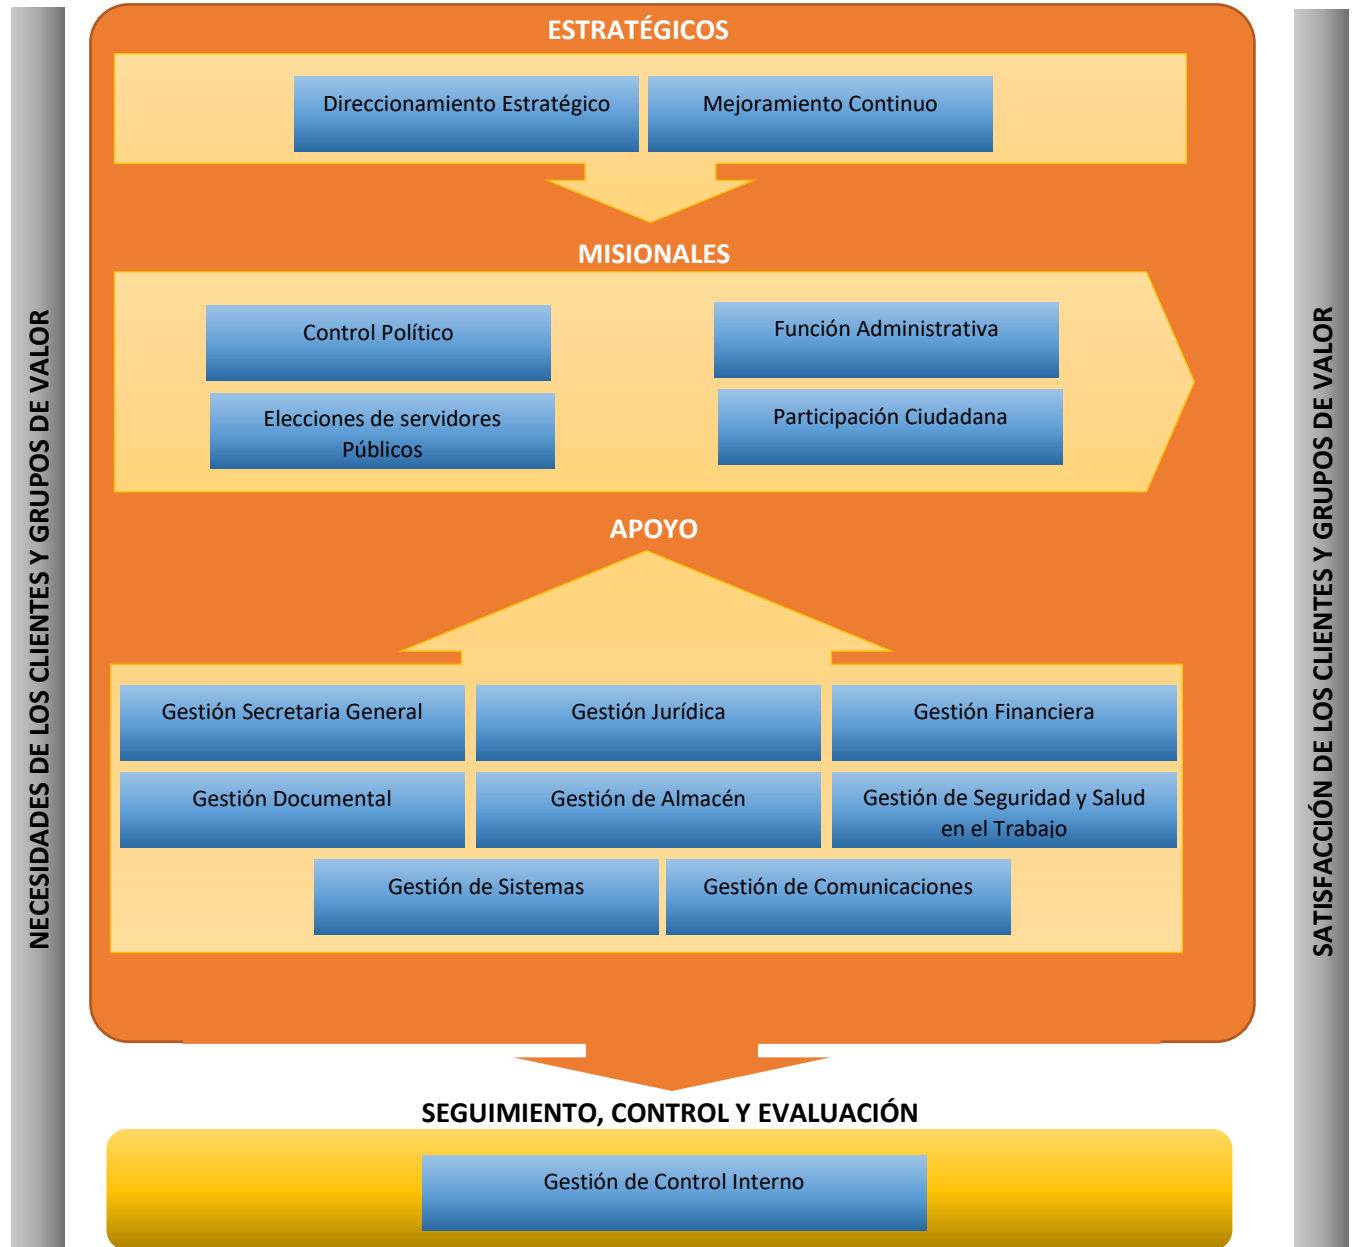 ESTRATÉGICOS
Direccionamiento Estratégico
Mejoramiento Continuo
MISIONALES
Control Político
Función Administrativa
Elecciones de servidores
Públicos
Participación Ciudadana
APOYO
Gestión Secretaria General
Gestión Jurídica
Gestión Financiera
Gestión Documental
Gestión de Almacén
Gestión de Seguridad y Salud
en el Trabajo
Gestión de Sistemas
Gestión de Comunicaciones
SEGUIMIENTO, CONTROL Y EVALUACIÓN
Gestión de Control Interno
NECESIDADES DE LOS CLIENTES Y GRUPOS DE VALOR
SATISFACCIÓN DE LOS CLIENTES Y GRUPOS DE VALOR